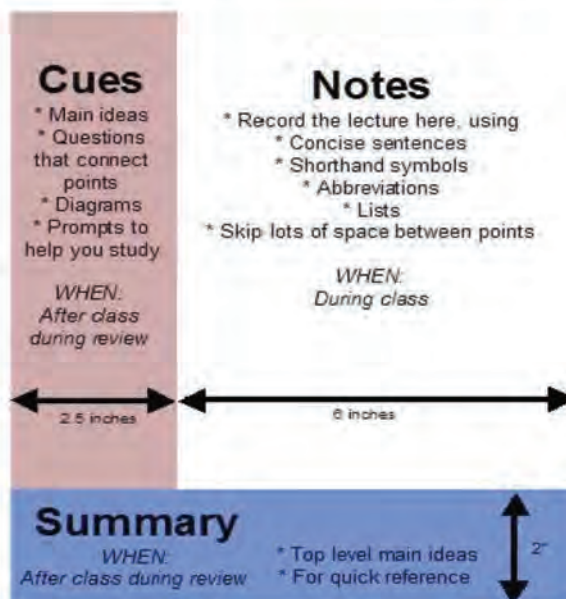 Cues
* Main ideas
* Questions
that connect
points
* Diagrams
* Prompts to
help you study
WHEN:
After class
during review
Notes
* Record the lecture here, using
* Concise sentences
* Shorthand symbols
* Abbreviations
* Lists
* Skip lots of space between points
WHEN:
During class
2.5 inches
6 inches
Summary
WHEN:
After class during review
* Top level main ideas
* For quick reference
2"